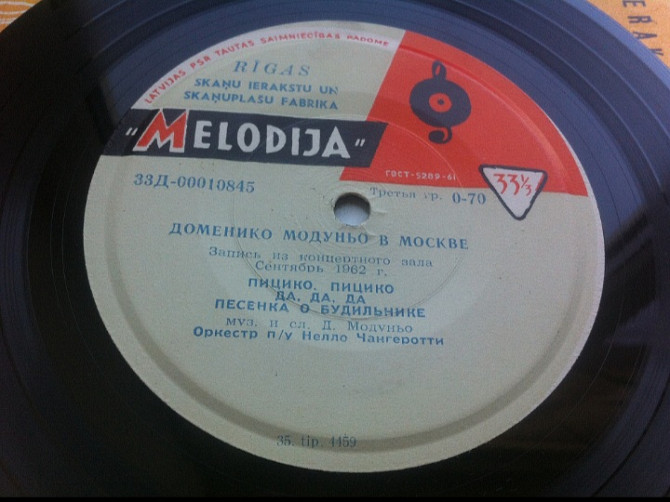 LATVIJAS PSR TAUTAS SAIMNIECĪBAS PADOME
RĪGAS
SKAŅU IERAKSTU UN
SKAŅUPLAŠU FABRIKA
"MELODIJA"
ГОСТ-5289-61
33Д-00010845
Третья гр. 0-70
33⅓
ДОМЕНИКО МОДУНЬО В МОСКВЕ
Запись из концертного зала
Сентябрь 1962 г.
ПИЦИКО, ПИЦИКО
ДА, ДА, ДА
ПЕСЕНКА О БУДИЛЬНИКЕ
муз. и сл. Д. Модуньо
Оркестр п/у Нелло Чангеротти
35. tip. 1459
ERAK